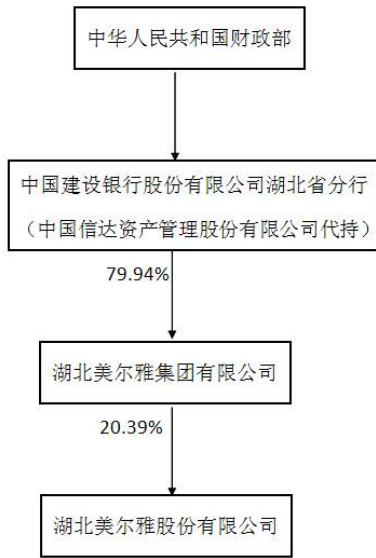 中华人民共和国财政部
中国建设银行股份有限公司湖北省分行
（中国信达资产管理股份有限公司代持）
79.94%
湖北美尔雅集团有限公司
20.39%
湖北美尔雅股份有限公司